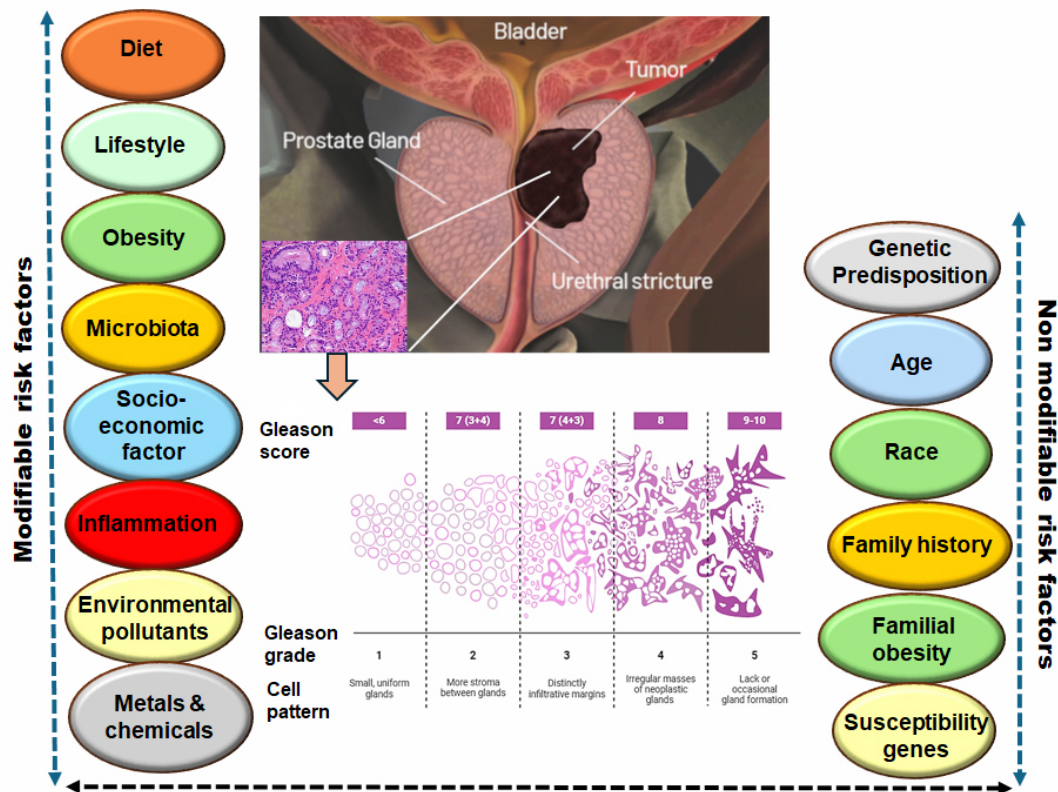 Modifiable risk factors
Diet
Lifestyle
Obesity
Microbiota
Socio-
economic
factor
Inflammation
Environmental
pollutants
Metals &
chemicals
Bladder
Tumor
Prostate Gland
Urethral stricture
Gleason
score
<6
7 (3+4)
7 (4+3)
8
9-10
Gleason
grade
1
2
3
4
5
Cell
pattern
Small, uniform
glands
More stroma
between glands
Distinctly
infiltrative margins
Irregular masses
of neoplastic
glands
Lack or
occasional
gland formation
Genetic
Predisposition
Age
Race
Family history
Familial
obesity
Susceptibility
genes
Non modifiable risk factors